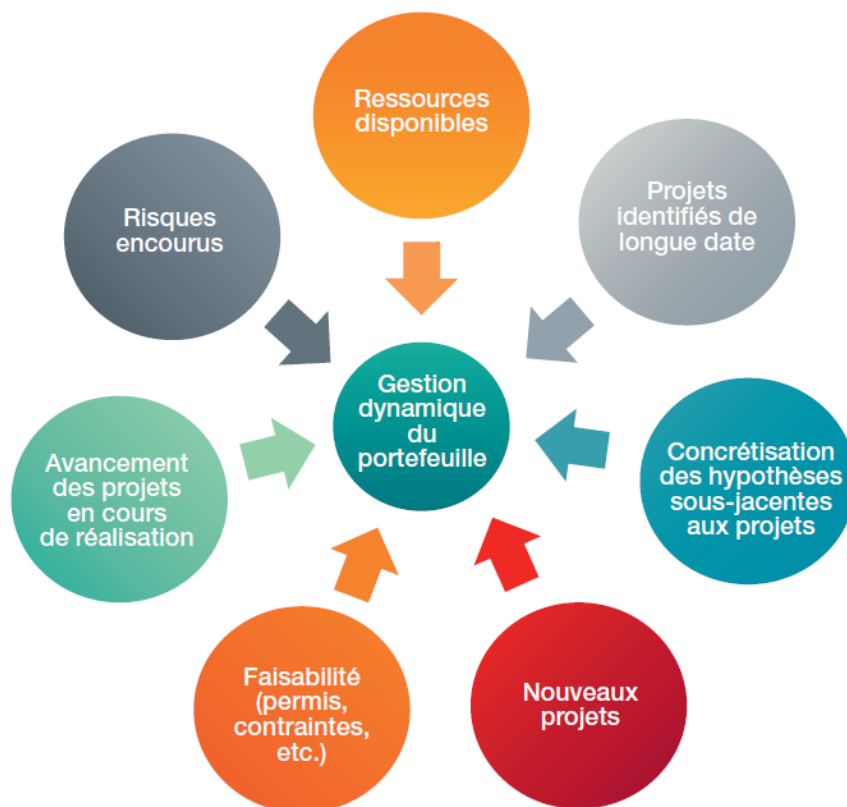 Ressources
disponibles
Projets
identifiés de
longue date
Concrétisation
des hypothèses
sous-jacentes
aux projets
Nouveaux
projets
Faisabilité
(permis,
contraintes,
etc.)
Avancement
des projets
en cours
de réalisation
Risques
encourus
Gestion
dynamique
du
portefeuille